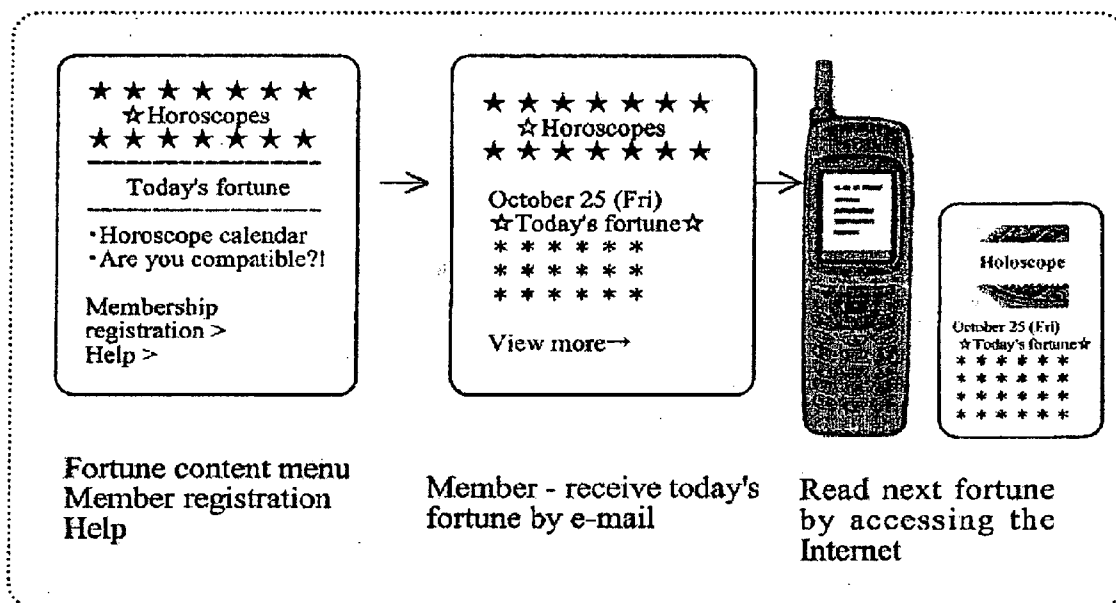 ★ ★ ★ ★ ★ ★ ★
☆Horoscopes
★ ★ ★ ★ ★ ★ ★
Today's fortune
・Horoscope calendar
・Are you compatible?!
Membership
registration >
Help >
Fortune content menu
Member registration
Help
★ ★ ★ ★ ★ ★ ★
☆Horoscopes
★ ★ ★ ★ ★ ★ ★
October 25 (Fri)
☆Today's fortune☆
* * * * * *
* * * * * *
* * * * * *
View more→
Member - receive today's
fortune by e-mail
Holoscope
October 25 (Fri)
☆Today's fortune☆
* * * * * *
* * * * * *
* * * * * *
* * * * * *
Read next fortune
by accessing the
Internet